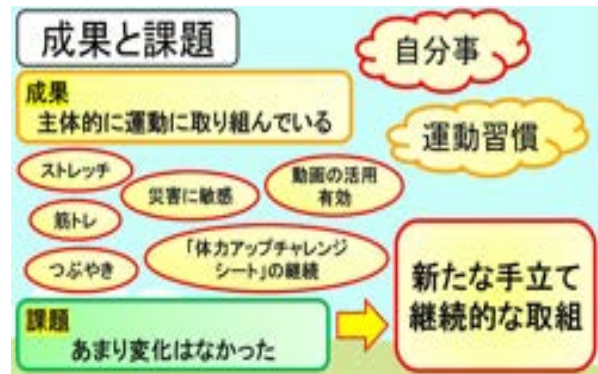 成果と課題
自分事
成果
主体的に運動に取り組んでいる
運動習慣
ストレッチ
災害に敏感
動画の活用
有効
筋トレ
つぶやき
「体力アップチャレンジ
シート」の継続
新たな手立て
継続的な取組
課題
あまり変化はなかった